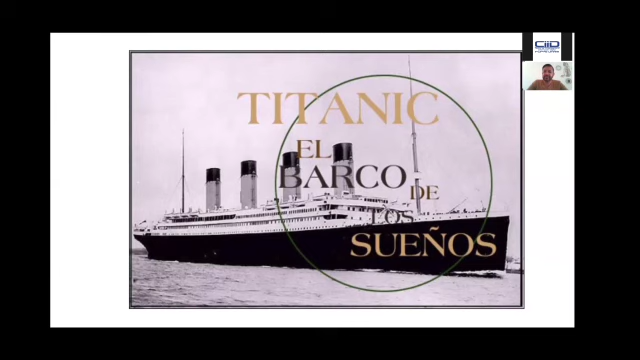 TITANIC
EL
BARCO
DE
LOS
SUEÑOS
CIID